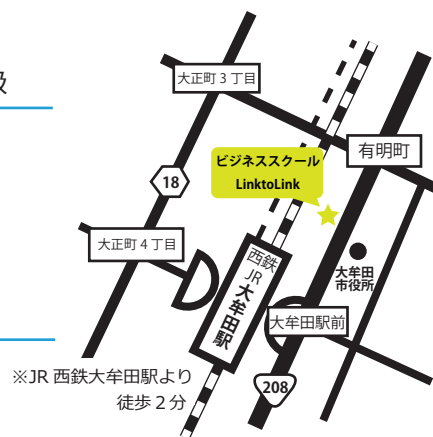 級
大正町３丁目
有明町
ビジネススクール
LinktoLink
18
大正町４丁目
西鉄
JR
大牟田駅
大牟田
市役所
大牟田駅前
208
※JR 西鉄大牟田駅より
徒歩２分